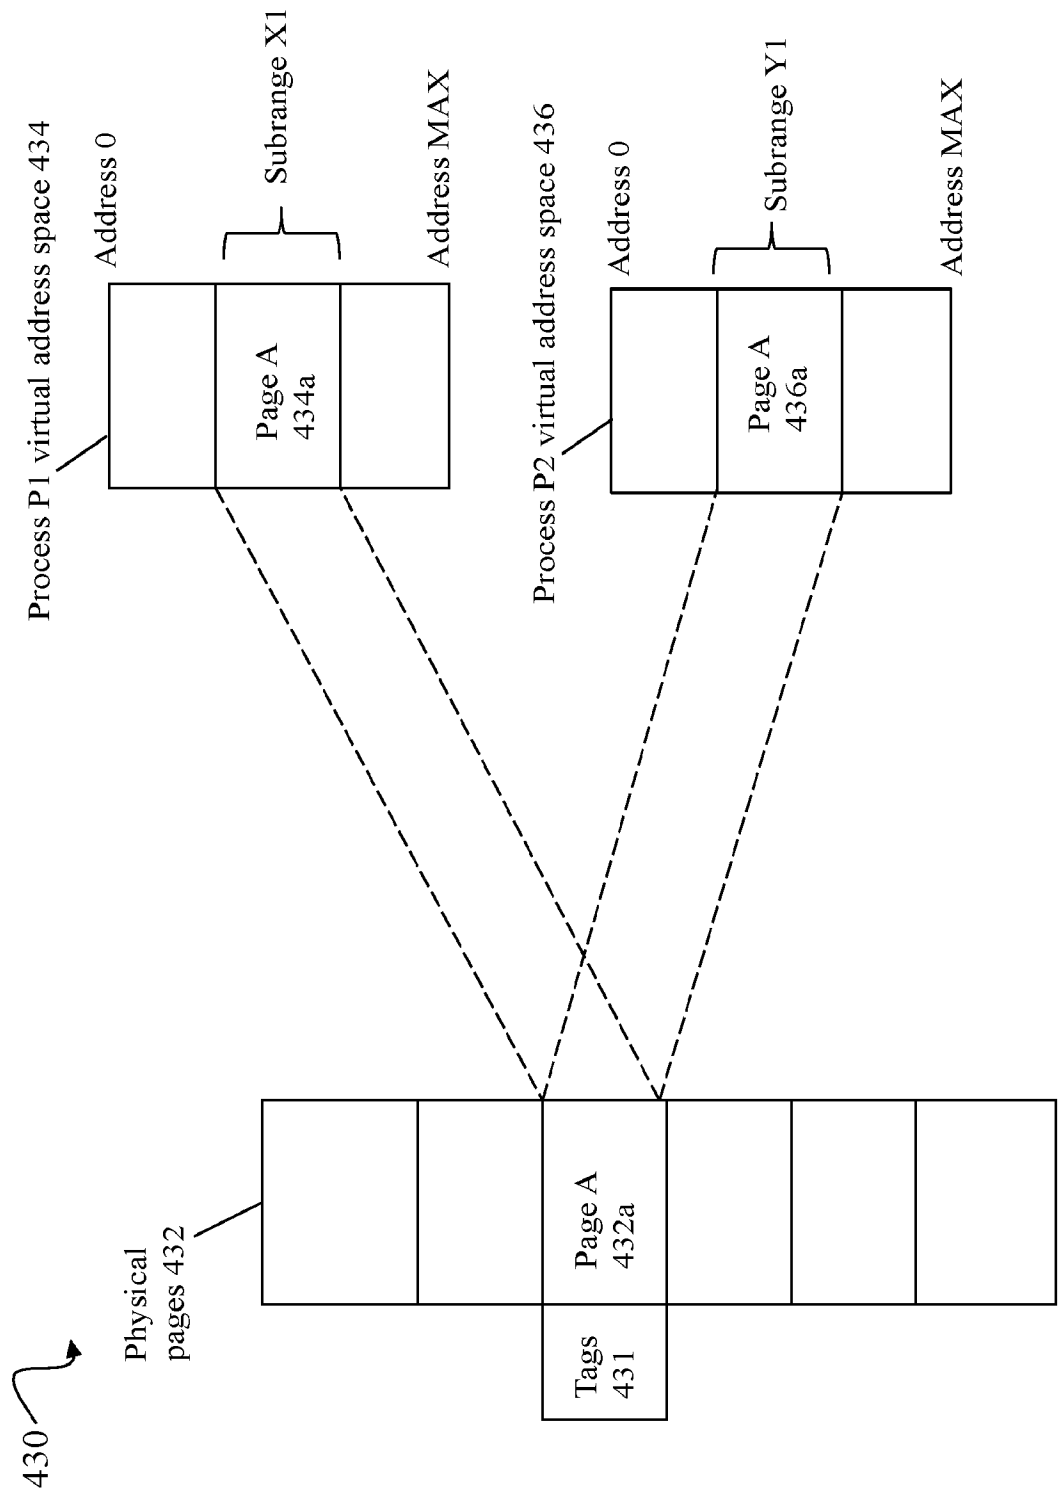 430
Physical
pages 432
Tags
431
Page A
432a
Process P1 virtual address space 434
Address 0
Page A
434a
Subrange X1
Address MAX
Process P2 virtual address space 436
Address 0
Page A
436a
Subrange Y1
Address MAX